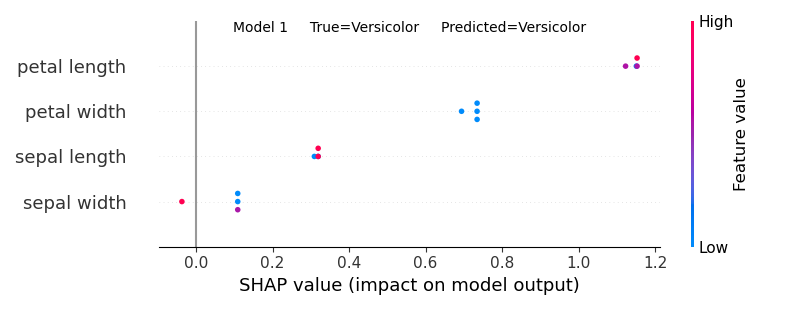 Model 1 True=Versicolor Predicted=Versicolor
High
petal length
petal width
sepal length
sepal width
Feature value
Low
0.0 0.2 0.4 0.6 0.8 1.0 1.2
SHAP value (impact on model output)